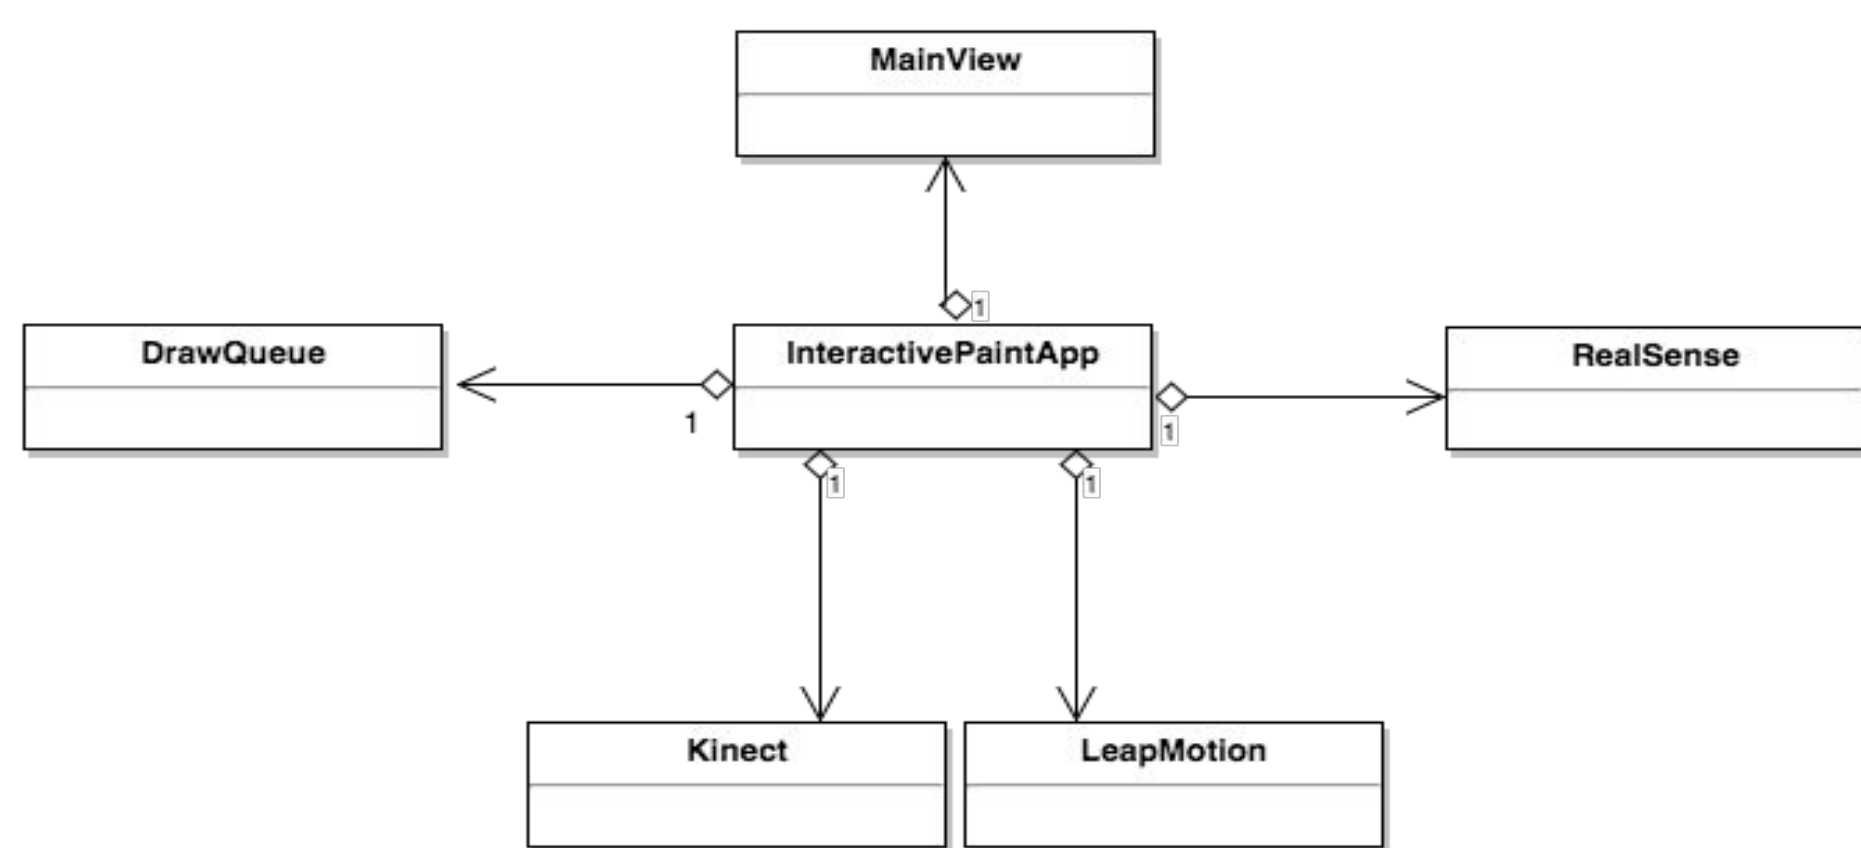 MainView
1
DrawQueue
InteractivePaintApp
RealSense
1
1
1
1
Kinect
LeapMotion